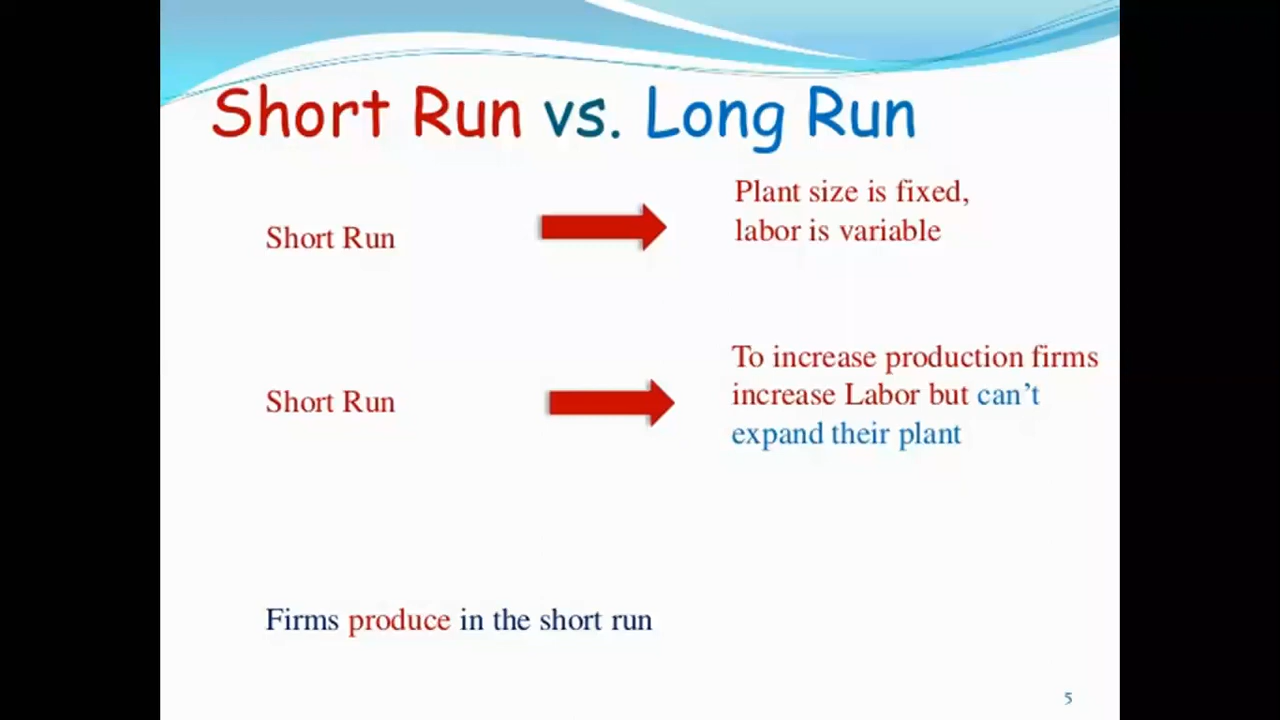 Short Run vs. Long Run
Short Run
Plant size is fixed,
labor is variable
Short Run
To increase production firms
increase Labor but can’t
expand their plant
Firms produce in the short run
5